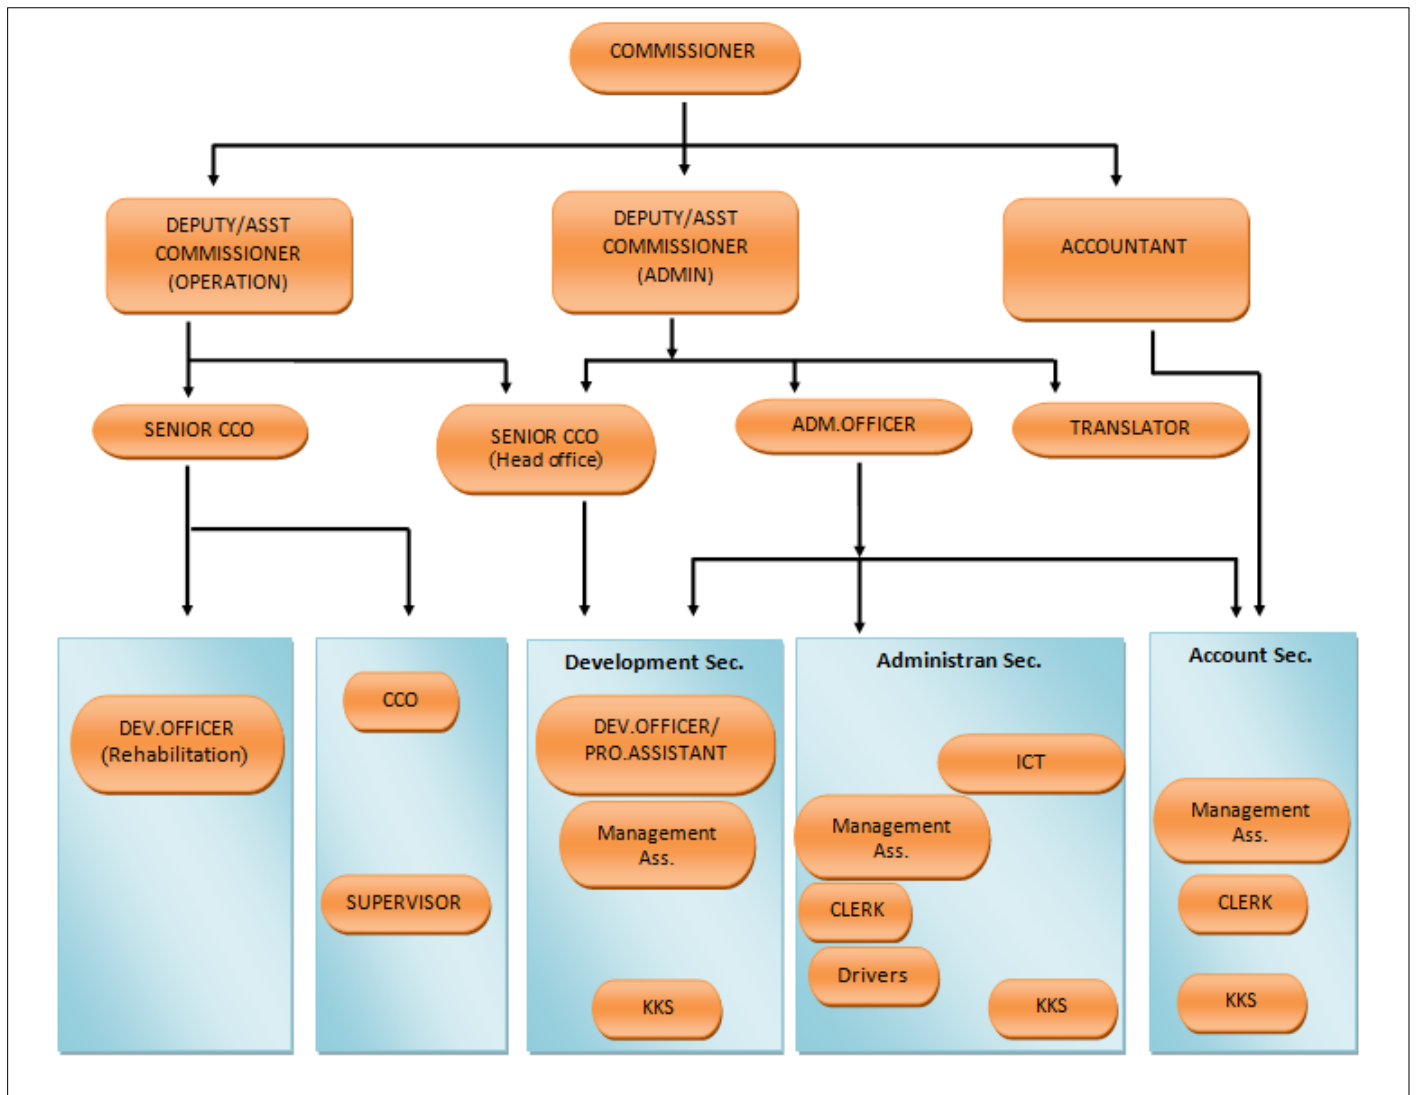 COMMISSIONER
DEPUTY/ASST
COMMISSIONER
(OPERATION)
DEPUTY/ASST
COMMISSIONER
(ADMIN)
ACCOUNTANT
SENIOR CCO
SENIOR CCO
(Head office)
ADM.OFFICER
TRANSLATOR
DEV.OFFICER
(Rehabilitation)
CCO
SUPERVISOR
Development Sec.
DEV.OFFICER/
PRO.ASSISTANT
Management
Ass.
KKS
Administran Sec.
ICT
Management
Ass.
CLERK
Drivers
KKS
Account Sec.
Management
Ass.
CLERK
KKS